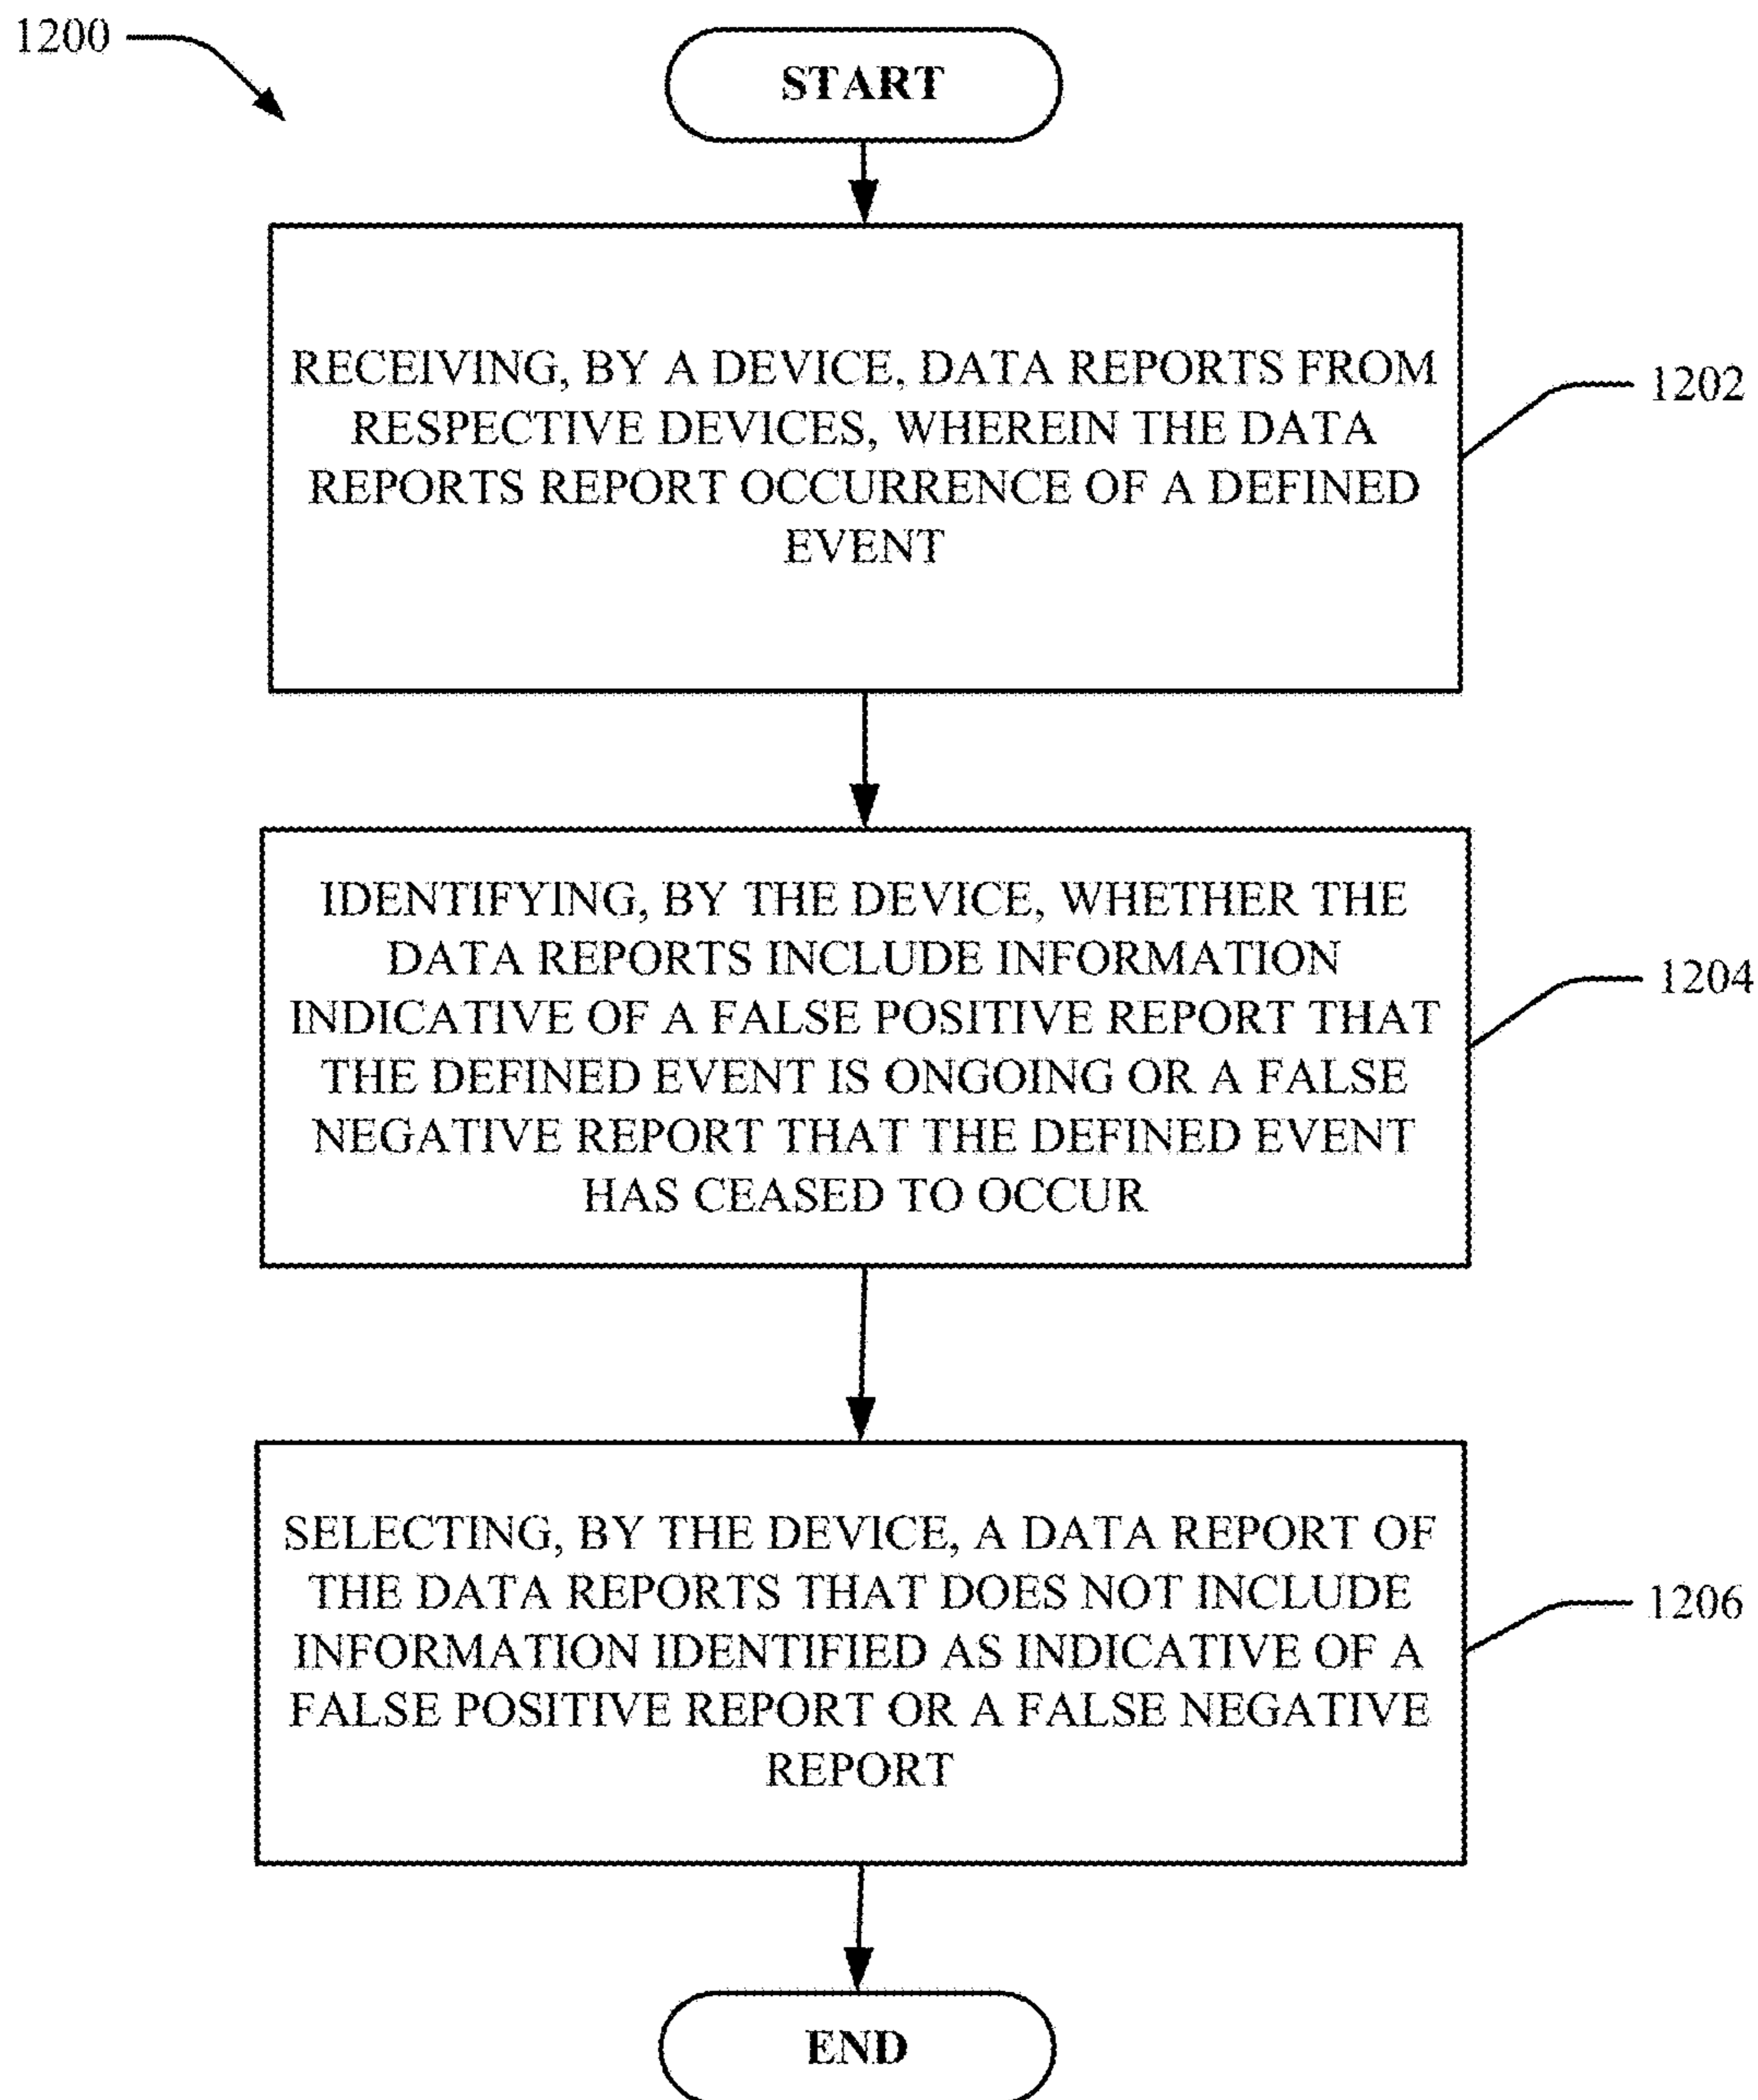 1200
START
RECEIVING, BY A DEVICE, DATA REPORTS FROM
RESPECTIVE DEVICES, WHEREIN THE DATA
REPORTS REPORT OCCURRENCE OF A DEFINED
EVENT
1202
IDENTIFYING, BY THE DEVICE, WHETHER THE
DATA REPORTS INCLUDE INFORMATION
INDICATIVE OF A FALSE POSITIVE REPORT THAT
THE DEFINED EVENT IS ONGOING OR A FALSE
NEGATIVE REPORT THAT THE DEFINED EVENT
HAS CEASED TO OCCUR
1204
SELECTING, BY THE DEVICE, A DATA REPORT OF
THE DATA REPORTS THAT DOES NOT INCLUDE
INFORMATION IDENTIFIED AS INDICATIVE OF A
FALSE POSITIVE REPORT OR A FALSE NEGATIVE
REPORT
1206
END